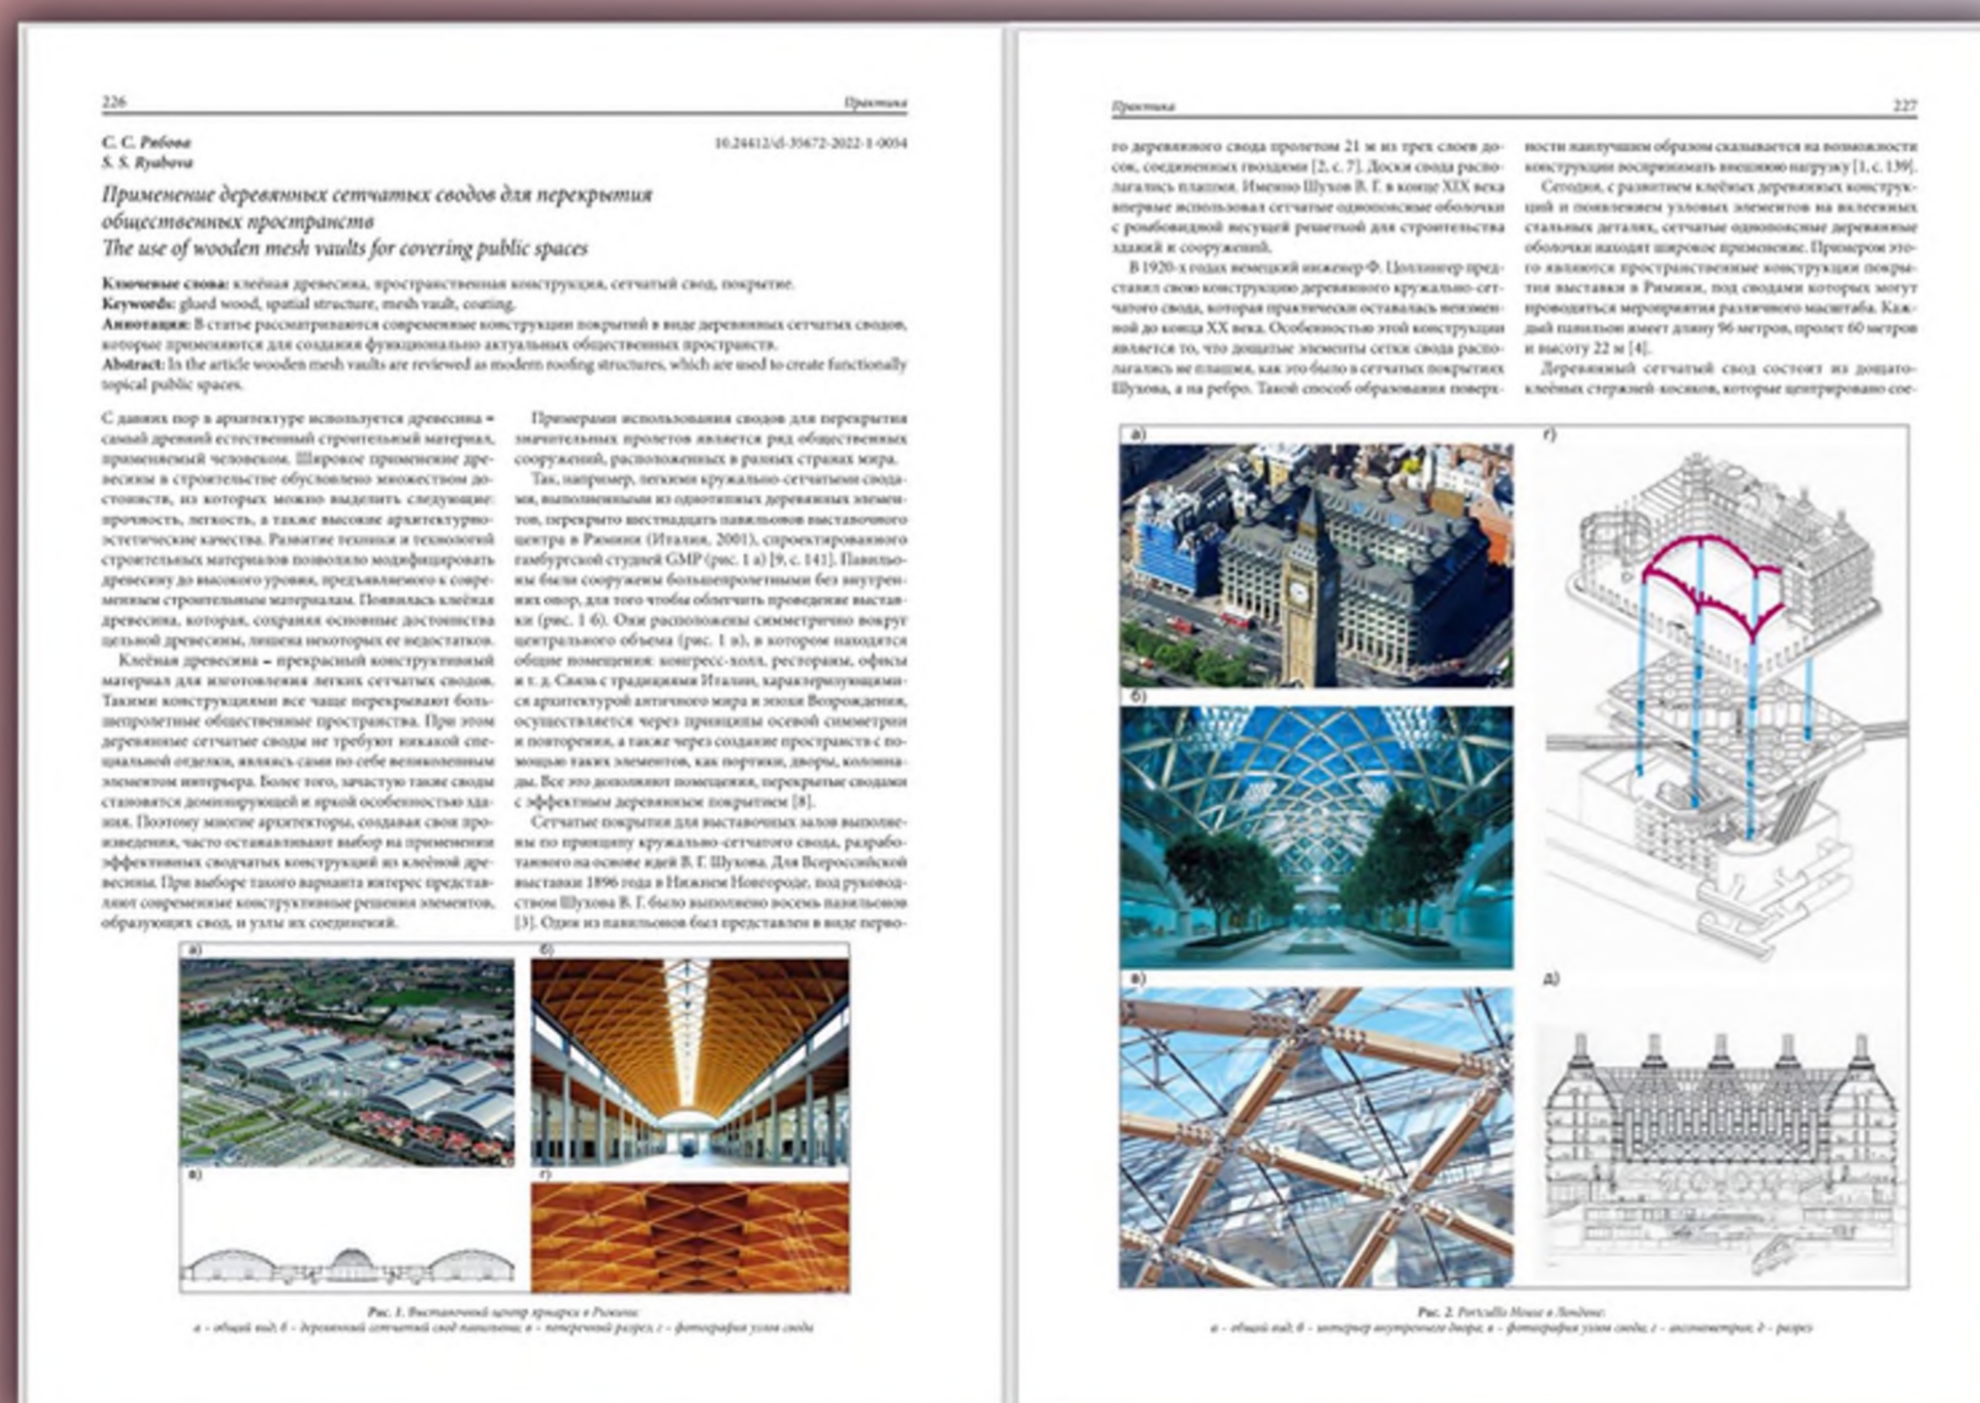 226
Практика
С. С. Рябова
10.24412/cl-35672-2022-1-0054
S. S. Ryabova
Применение деревянных сетчатых сводов для перекрытия
общественных пространств
The use of wooden mesh vaults for covering public spaces
Ключевые слова: клеёная древесина, пространственная конструкция, сетчатый свод, покрытие.
Keywords: glued wood, spatial structure, mesh vault, coating.
Аннотация: В статье рассматриваются современные конструкции покрытий в виде деревянных сетчатых сводов,
которые применяются для создания функционально актуальных общественных пространств.
Abstract: In the article wooden mesh vaults are reviewed as modern roofing structures, which are used to create functionally
topical public spaces.
С давних пор в архитектуре используется древесина –
самый древний естественный строительный материал,
применяемый человеком. Широкое применение дре-
весины в строительстве обусловлено множеством до-
стоинств, из которых можно выделить следующие:
прочность, легкость, а также высокие архитектурно-
эстетические качества. Развитие техники и технологий
строительных материалов позволило модифицировать
древесину до высокого уровня, предъявляемого к совре-
менным строительным материалам. Появилась клеёная
древесина, которая, сохраняя основные достоинства
цельной древесины, лишена некоторых ее недостатков.
Клеёная древесина – прекрасный конструктивный
материал для изготовления легких сетчатых сводов.
Такими конструкциями все чаще перекрывают боль-
шепролетные общественные пространства. При этом
деревянные сетчатые своды не требуют никакой спе-
циальной отделки, являясь сами по себе великолепным
элементом интерьера. Более того, зачастую такие своды
становятся доминирующей и яркой особенностью зда-
ния. Поэтому многие архитекторы, создавая свои про-
изведения, часто останавливают выбор на применении
эффективных сводчатых конструкций из клеёной дре-
весины. При выборе такого варианта интерес представ-
ляют современные конструктивные решения элементов,
образующих свод, и узлы их соединений.
Примерами использования сводов для перекрытия
значительных пролетов является ряд общественных
сооружений, расположенных в разных странах мира.
Так, например, легкими кружально-сетчатыми свода-
ми, выполненными из однотипных деревянных элемен-
тов, перекрыто шестнадцать павильонов выставочного
центра в Римини (Италия, 2001), спроектированного
гамбургской студией GMP (рис. 1 а) [9, с. 141]. Павильо-
ны были сооружены большепролетными без внутрен-
них опор, для того чтобы облегчить проведение выстав-
ки (рис. 1 б). Они расположены симметрично вокруг
центрального объема (рис. 1 в), в котором находятся
общие помещения: конгресс-холл, рестораны, офисы
и т. д. Связь с традициями Италии, характеризующими-
ся архитектурой античного мира и эпохи Возрождения,
осуществляется через принципы осевой симметрии
и повторения, а также через создание пространств с по-
мощью таких элементов, как портики, дворы, колонна-
ды. Все это дополняют помещения, перекрытые сводами
с эффектным деревянным покрытием [8].
Сетчатые покрытия для выставочных залов выполне-
ны по принципу кружально-сетчатого свода, разрабо-
танного на основе идей В. Г. Шухова. Для Всероссийской
выставки 1896 года в Нижнем Новгороде, под руковод-
ством Шухова В. Г. было выполнено восемь павильонов
[3]. Один из павильонов был представлен в виде перво-
а)
б)
в)
г)
Рис. 1. Выставочный центр ярмарки в Римини:
а – общий вид; б – деревянный сетчатый свод павильона; в – поперечный разрез; г – фотография узлов свода
Практика
227
го деревянного свода пролетом 21 м из трех слоев до-
сок, соединенных гвоздями [2, с. 7]. Доски свода распо-
лагались плашмя. Именно Шухов В. Г. в конце XIX века
впервые использовал сетчатые однопоясные оболочки
с ромбовидной несущей решеткой для строительства
зданий и сооружений.
В 1920-х годах немецкий инженер Ф. Цоллингер пред-
ставил свою конструкцию деревянного кружально-сет-
чатого свода, которая практически оставалась неизмен-
ной до конца XX века. Особенностью этой конструкции
является то, что дощатые элементы сетки свода распо-
лагались не плашмя, как это было в сетчатых покрытиях
Шухова, а на ребро. Такой способ образования поверх-
ности наилучшим образом сказывается на возможности
конструкции воспринимать внешнюю нагрузку [1, с. 139].
Сегодня, с развитием клеёных деревянных конструк-
ций и появлением узловых элементов на вклеенных
стальных деталях, сетчатые однопоясные деревянные
оболочки находят широкое применение. Примером это-
го являются пространственные конструкции покры-
тия выставки в Римини, под сводами которых могут
проводиться мероприятия различного масштаба. Каж-
дый павильон имеет длину 96 метров, пролет 60 метров
и высоту 22 м [4].
Деревянный сетчатый свод состоит из дощато-
клеёных стержней-косяков, которые центрировано сое-
а)
г)
б)
в)
д)
Рис. 2. Portcullis House в Лондоне:
а – общий вид; б – интерьер внутреннего двора; в – фотография узлов свода; г – аксонометрия; д – разрез